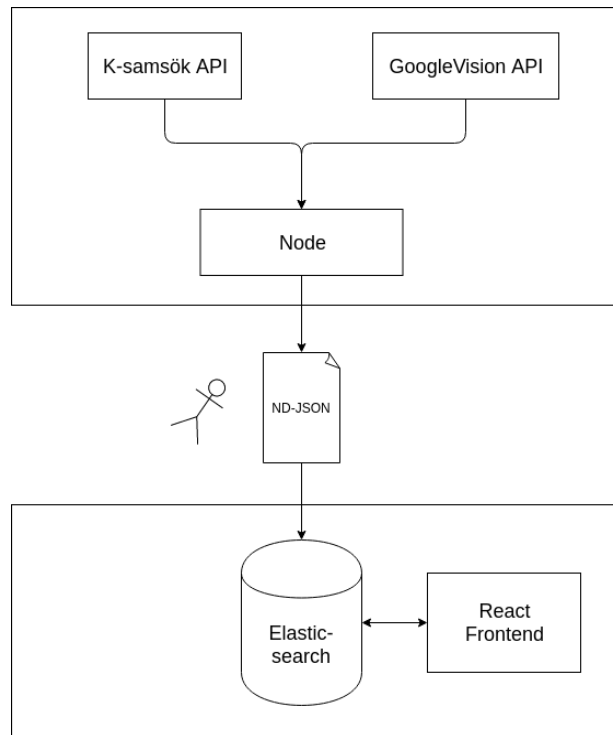 K-samsök API
GoogleVision API
Node
ND-JSON
Elastic-
search
React
Frontend